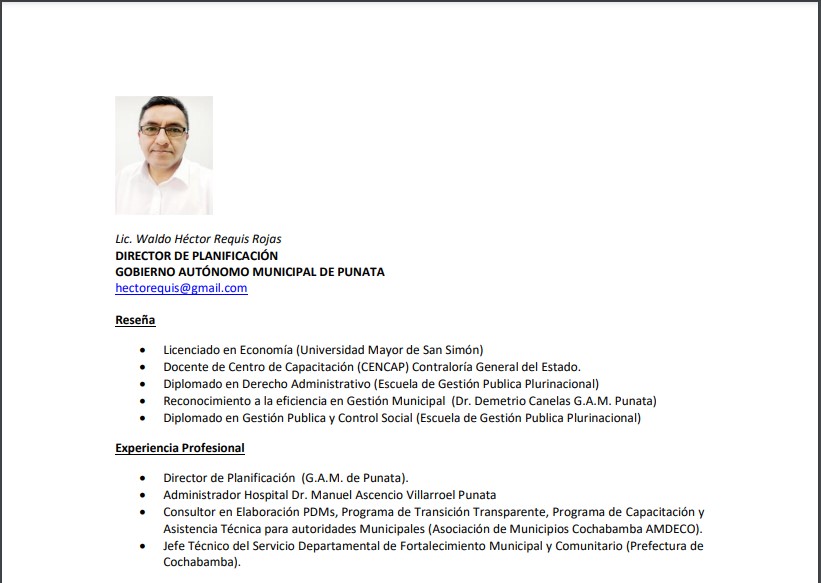 Lic. Waldo Héctor Requis Rojas
DIRECTOR DE PLANIFICACIÓN
GOBIERNO AUTÓNOMO MUNICIPAL DE PUNATA
hectorequis@gmail.com
Reseña
• Licenciado en Economía (Universidad Mayor de San Simón)
• Docente de Centro de Capacitación (CENCAP) Contraloría General del Estado.
• Diplomado en Derecho Administrativo (Escuela de Gestión Publica Plurinacional)
• Reconocimiento a la eficiencia en Gestión Municipal (Dr. Demetrio Canelas G.A.M. Punata)
• Diplomado en Gestión Publica y Control Social (Escuela de Gestión Publica Plurinacional)
Experiencia Profesional
• Director de Planificación (G.A.M. de Punata).
• Administrador Hospital Dr. Manuel Ascencio Villarroel Punata
• Consultor en Elaboración PDMs, Programa de Transición Transparente, Programa de Capacitación y
Asistencia Técnica para autoridades Municipales (Asociación de Municipios Cochabamba AMDECO).
• Jefe Técnico del Servicio Departamental de Fortalecimiento Municipal y Comunitario (Prefectura de
Cochabamba).